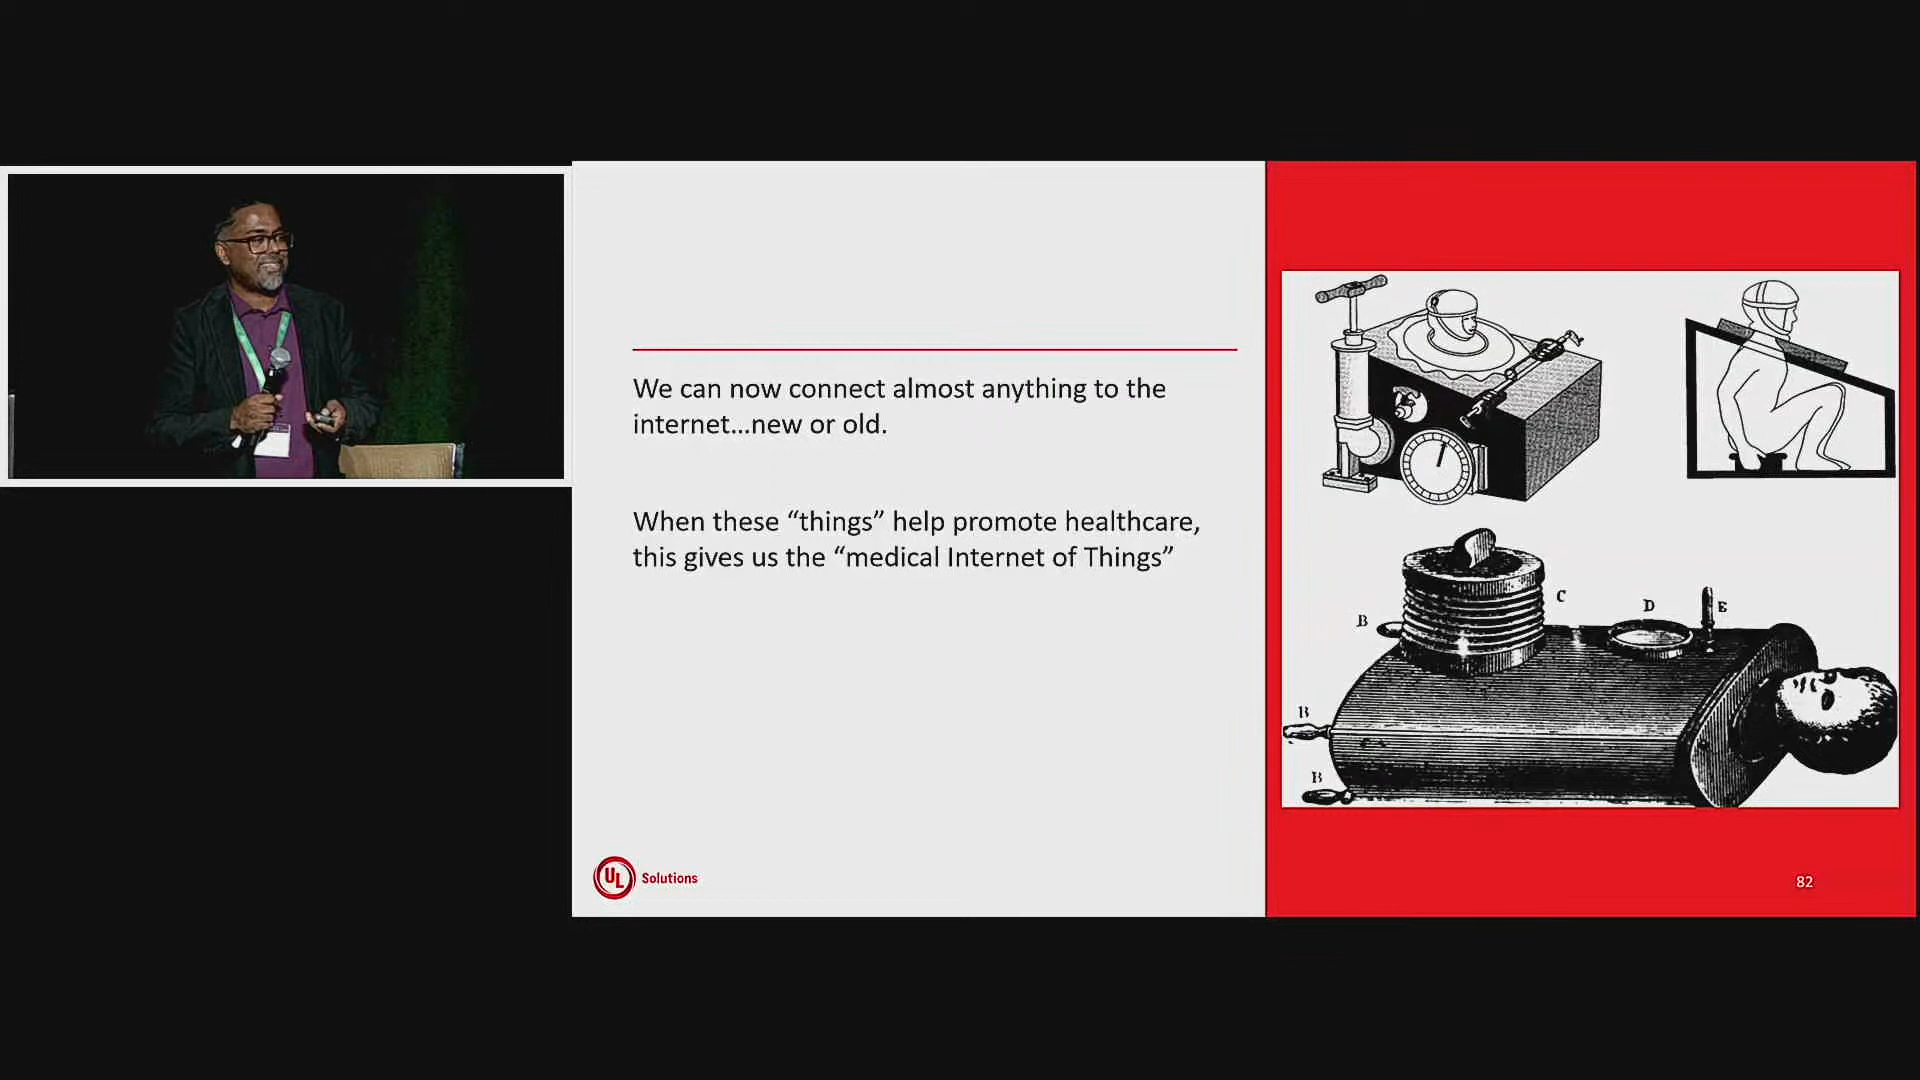 We can now connect almost anything to the
internet...new or old.
When these “things” help promote healthcare,
this gives us the “medical Internet of Things”
B
C
D
E
B
B
UL Solutions
82